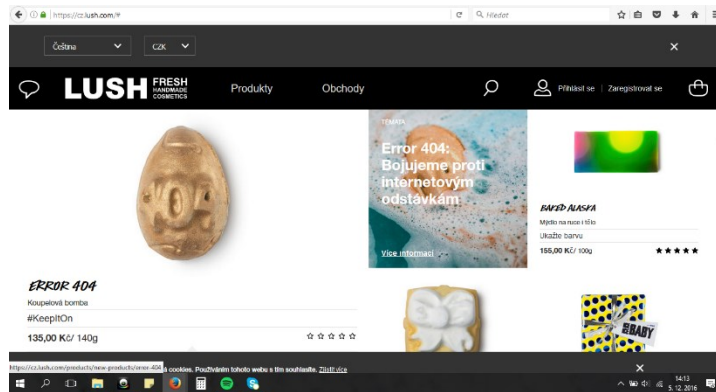 https://cz.lush.com/#
Hledat
Čeština
CZK
LUSH FRESH HANDMADE COSMETICS
Produkty
Obchody
Přihlásit se | Zaregistrovat se
ERROR 404
Koupelová bomba
#KeepItOn
135,00 Kč/ 140g
TÉMATA
Error 404:
Bojujeme proti
internetovým
odstávkám
Více informací
BAKED ALASKA
Mýdlo na ruce i tělo
Ukažte barvu
155,00 Kč/ 100g
BABY
https://cz.lush.com/products/new-products/error-404
á cookies. Používáním tohoto webu s tím souhlasíte. Zjistit více
14:13
5. 12. 2016